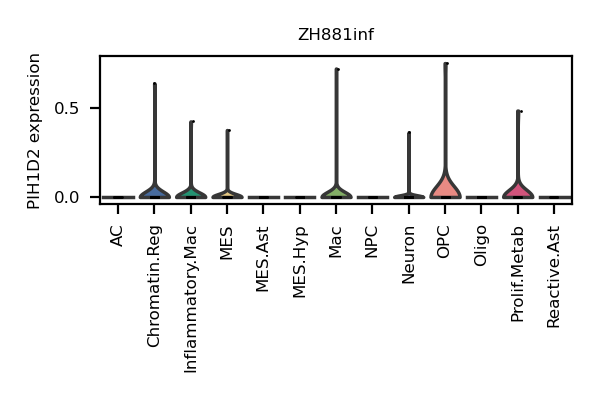 ZH881inf
PIH1D2 expression
0.5
0.0
AC
Chromatin.Reg
Inflammatory.Mac
MES
MES.Ast
MES.Hyp
Mac
NPC
Neuron
OPC
Oligo
Prolif.Metab
Reactive.Ast